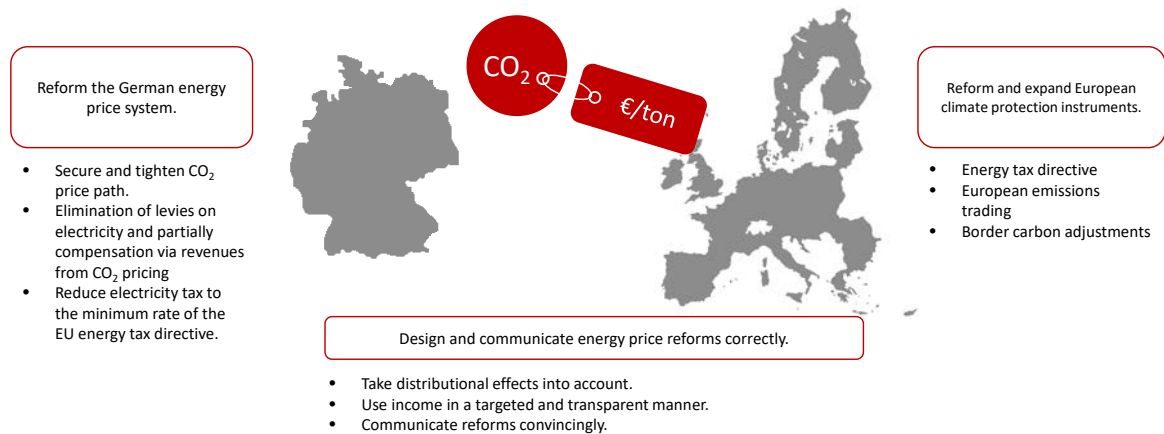 CO₂
€/ton
Reform the German energy
price system.
• Secure and tighten CO₂
price path.
• Elimination of levies on
electricity and partially
compensation via revenues
from CO₂ pricing
• Reduce electricity tax to
the minimum rate of the
EU energy tax directive.
Reform and expand European
climate protection instruments.
• Energy tax directive
• European emissions
trading
• Border carbon adjustments
Design and communicate energy price reforms correctly.
• Take distributional effects into account.
• Use income in a targeted and transparent manner.
• Communicate reforms convincingly.